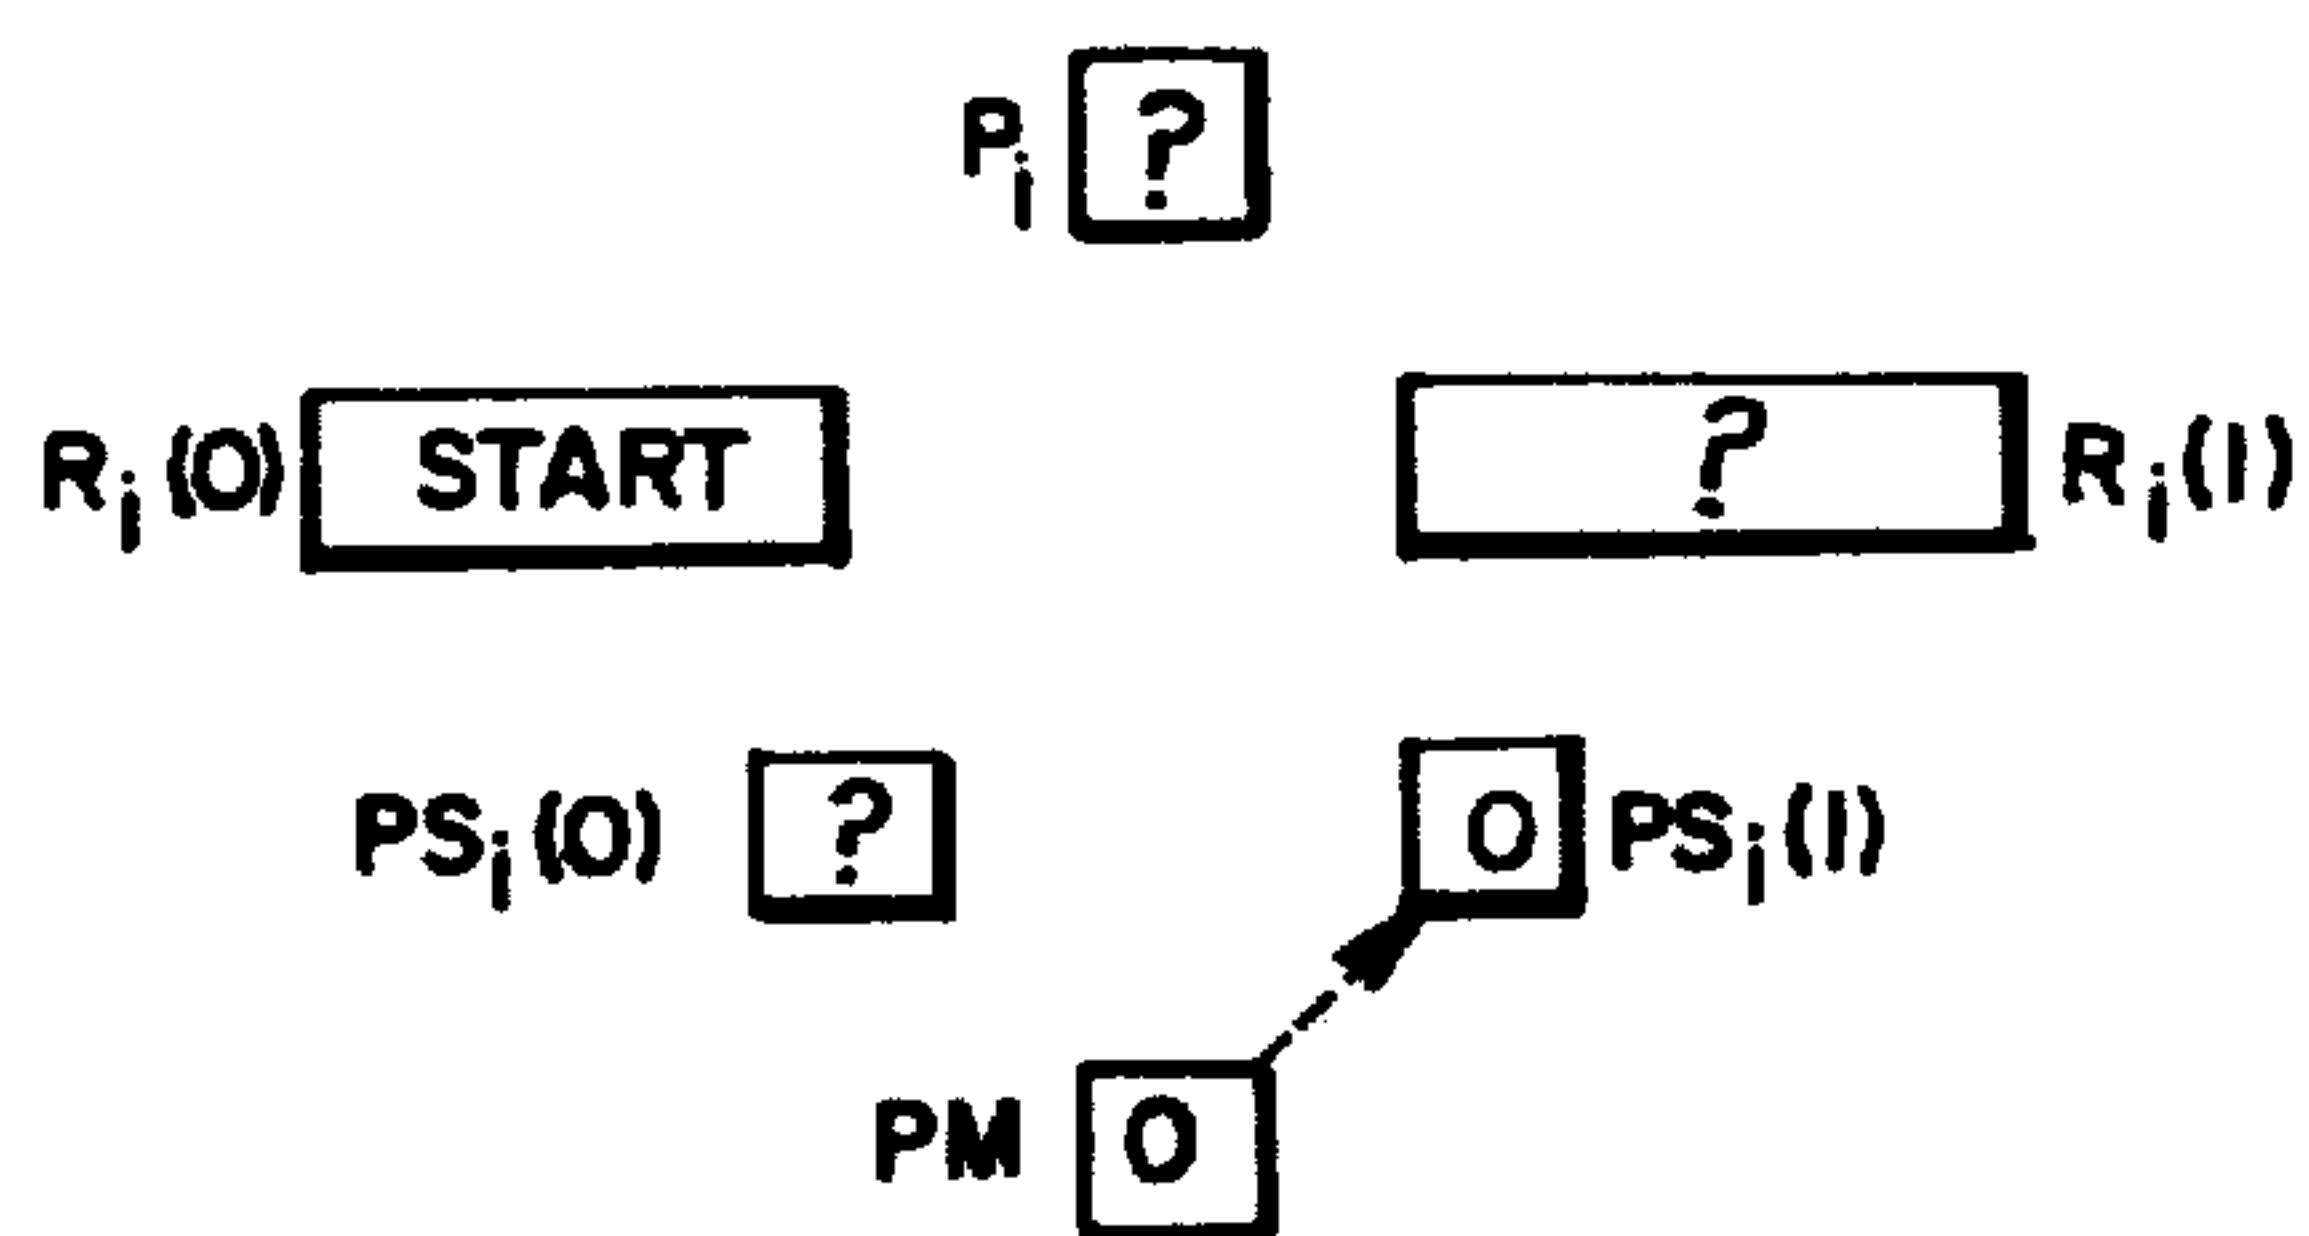 Pi ?
Ri(0) START ? Ri(1)
PSi(0) ? 0 PSi(1)
PM 0